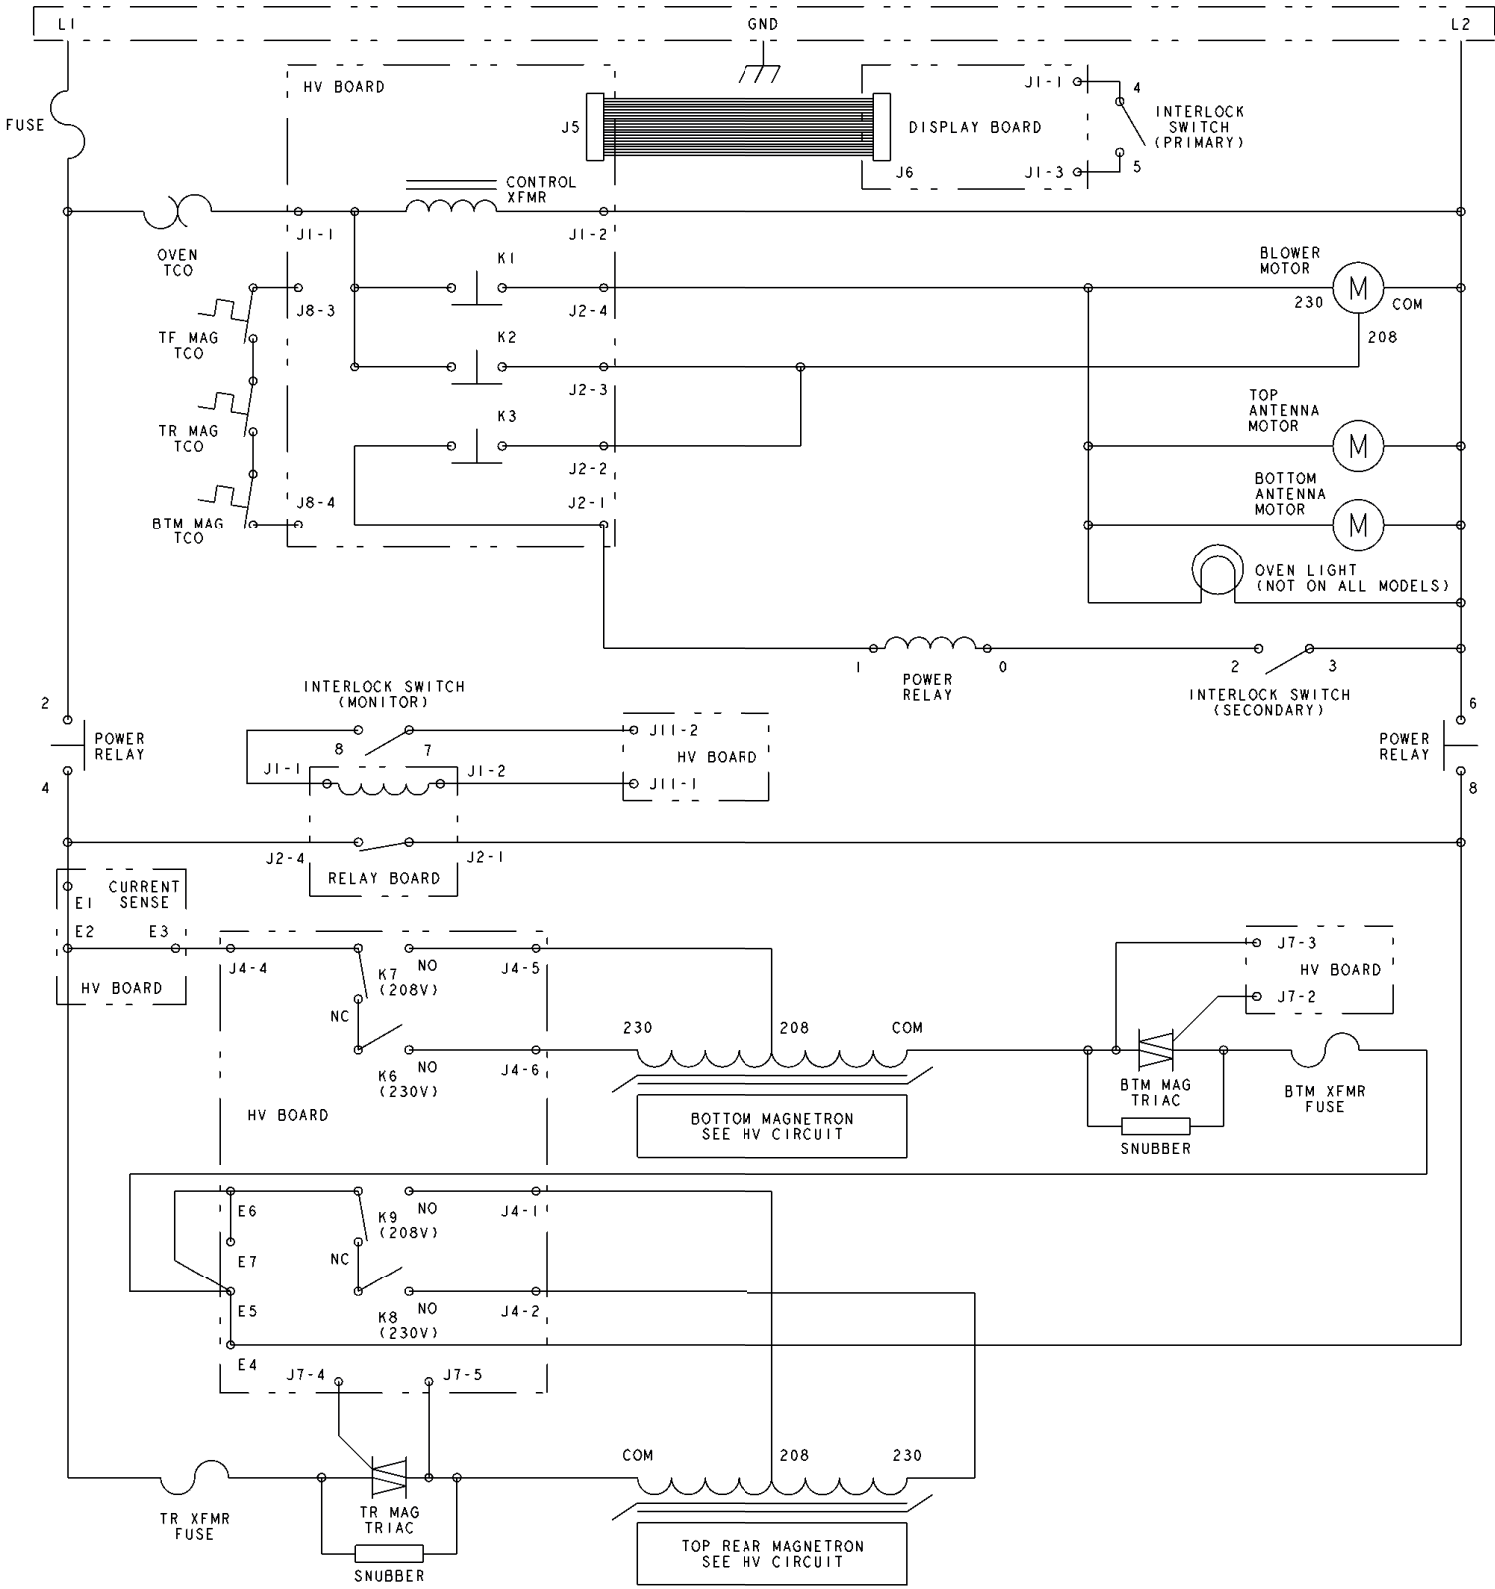 L1
GND
L2
HV BOARD
FUSE
J5
DISPLAY BOARD
J6
J1-1
J1-3
4
5
INTERLOCK
SWITCH
(PRIMARY)
CONTROL
XFMR
J1-1
J1-2
OVEN
TCO
K1
BLOWER
MOTOR
M
230
COM
208
J8-3
J2-4
TF MAG
TCO
K2
J2-3
TR MAG
TCO
K3
TOP
ANTENNA
MOTOR
M
J2-2
BOTTOM
ANTENNA
MOTOR
M
J8-4
J2-1
BTM MAG
TCO
OVEN LIGHT
(NOT ON ALL MODELS)
1
0
POWER
RELAY
2
3
INTERLOCK SWITCH
(SECONDARY)
INTERLOCK SWITCH
(MONITOR)
2
POWER
RELAY
4
8
7
J11-2
HV BOARD
J11-1
6
POWER
RELAY
8
J1-1
J1-2
J2-4
J2-1
RELAY BOARD
CURRENT
SENSE
E1
E2
E3
HV BOARD
J4-4
K7
(208V)
NO
J4-5
NC
K6
(230V)
NO
J4-6
HV BOARD
230
208
COM
J7-3
HV BOARD
J7-2
BTM MAG
TRIAC
BTM XFMR
FUSE
BOTTOM MAGNETRON
SEE HV CIRCUIT
SNUBBER
E6
K9
(208V)
NO
J4-1
E7
NC
E5
K8
(230V)
NO
J4-2
E4
J7-4
J7-5
COM
208
230
TR XFMR
FUSE
TR MAG
TRIAC
SNUBBER
TOP REAR MAGNETRON
SEE HV CIRCUIT